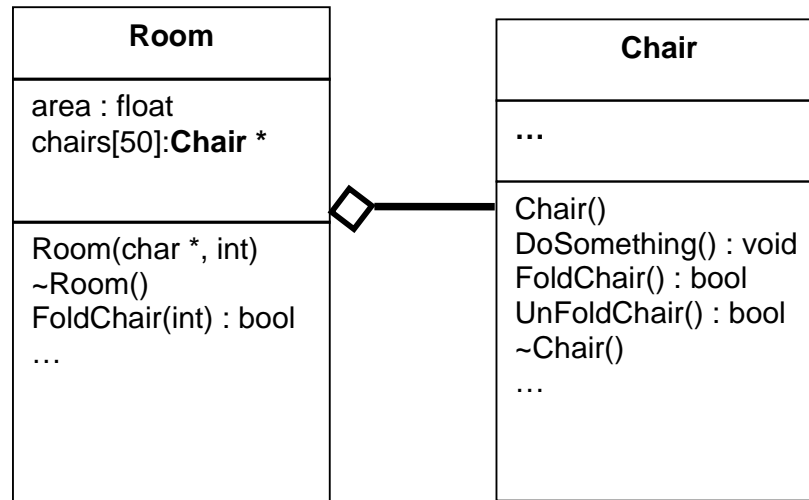 Room
area : float
chairs[50]:Chair *
Room(char *, int)
~Room()
FoldChair(int) : bool
…
Chair
…
Chair()
DoSomething() : void
FoldChair() : bool
UnFoldChair() : bool
~Chair()
…